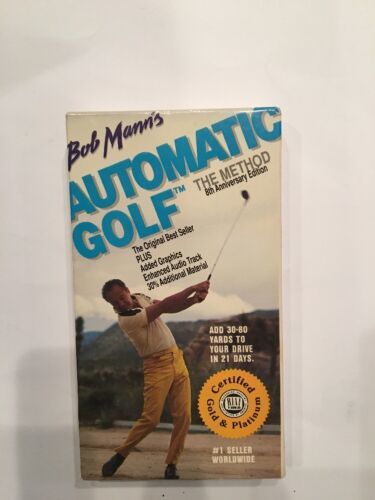 Bob Mann's
AUTOMATIC
GOLF™
THE METHOD
8th Anniversary Edition
The Original Best Seller
PLUS
Added Graphics
Enhanced Audio Track
30% Additional Material
ADD 30-80
YARDS TO
YOUR DRIVE
IN 21 DAYS.
Certified
Gold & Platinum
#1 SELLER
WORLDWIDE